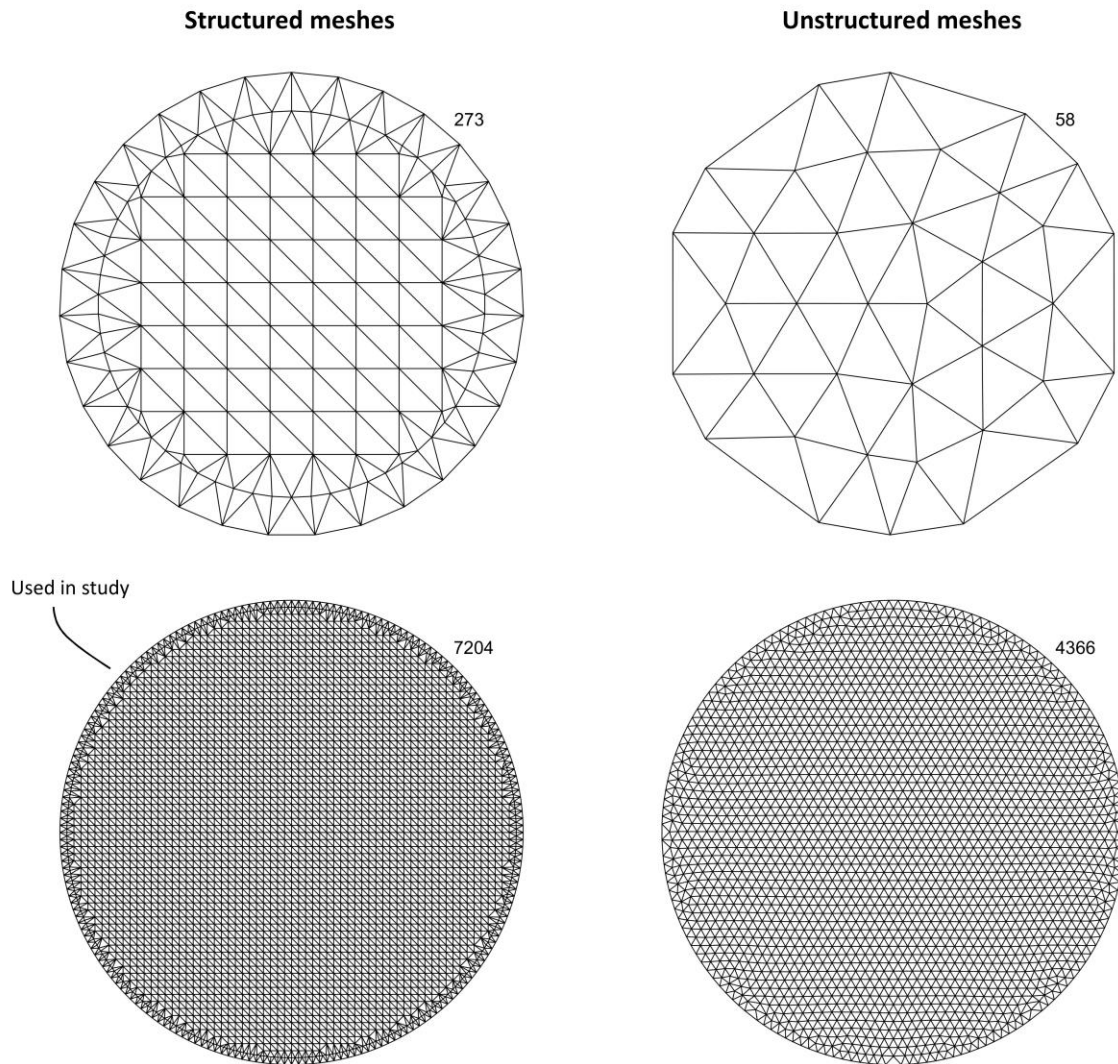 Structured meshes
Unstructured meshes
273
58
Used in study
7204
4366